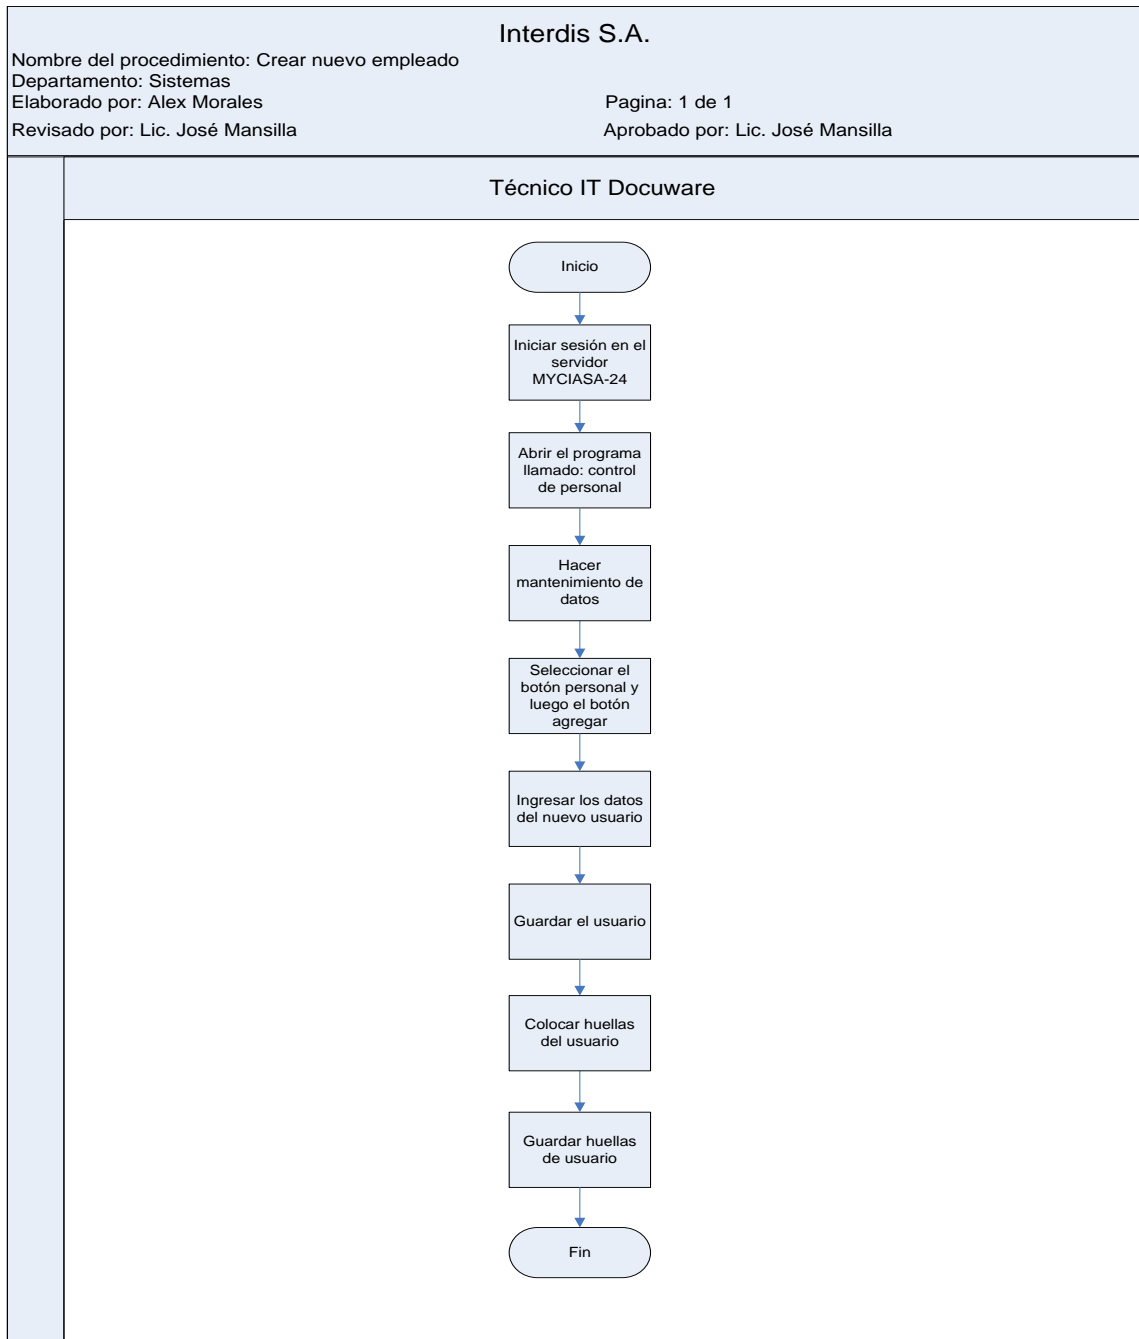 Interdis S.A.
Nombre del procedimiento: Crear nuevo empleado
Departamento: Sistemas
Elaborado por: Alex Morales
Pagina: 1 de 1
Revisado por: Lic. José Mansilla
Aprobado por: Lic. José Mansilla
Técnico IT Docuware
Inicio
Iniciar sesión en el
servidor
MYCIASA-24
Abrir el programa
llamado: control
de personal
Hacer
mantenimiento de
datos
Seleccionar el
botón personal y
luego el botón
agregar
Ingresar los datos
del nuevo usuario
Guardar el usuario
Colocar huellas
del usuario
Guardar huellas
de usuario
Fin